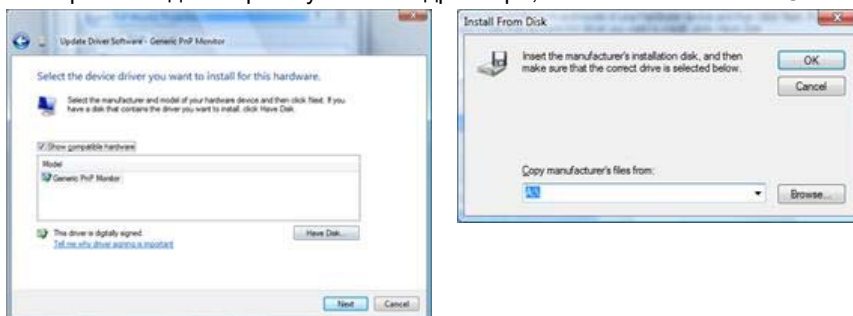 Update Driver Software - Generic PnP Monitor
Select the device driver you want to install for this hardware.
Select the manufacturer and model of your hardware device and then click Next. If you
have a disk that contains the driver you want to install, click Have Disk.
Show compatible hardware
Model
Generic PnP Monitor
This driver is digitally signed.
Tell me why driver signing is important
Have Disk...
Next
Cancel
Install From Disk
Insert the manufacturer's installation disk, and then
make sure that the correct drive is selected below.
OK
Cancel
Copy manufacturer's files from:
A:\
Browse...